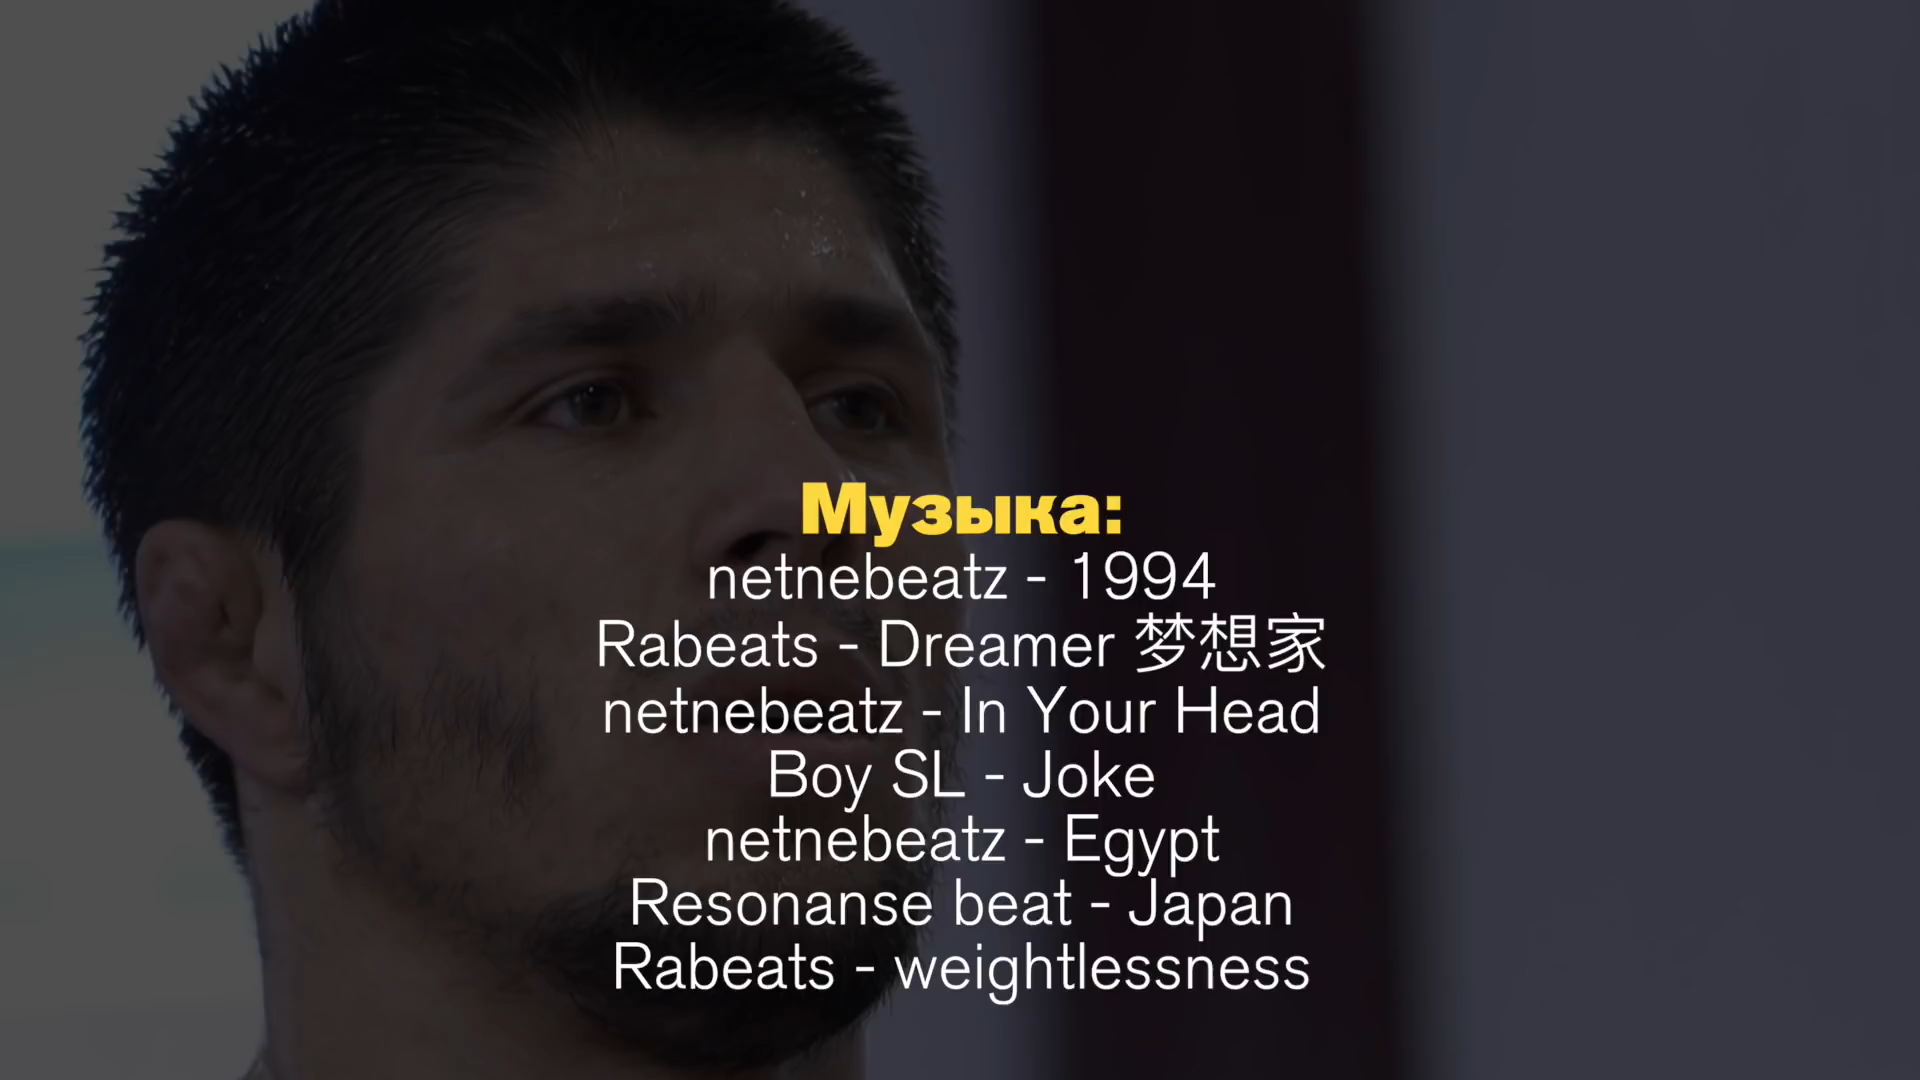 Музыка:
netnebeatz - 1994
Rabeats - Dreamer 梦想家
netnebeatz - In Your Head
Boy SL - Joke
netnebeatz - Egypt
Resonanse beat - Japan
Rabeats - weightlessness